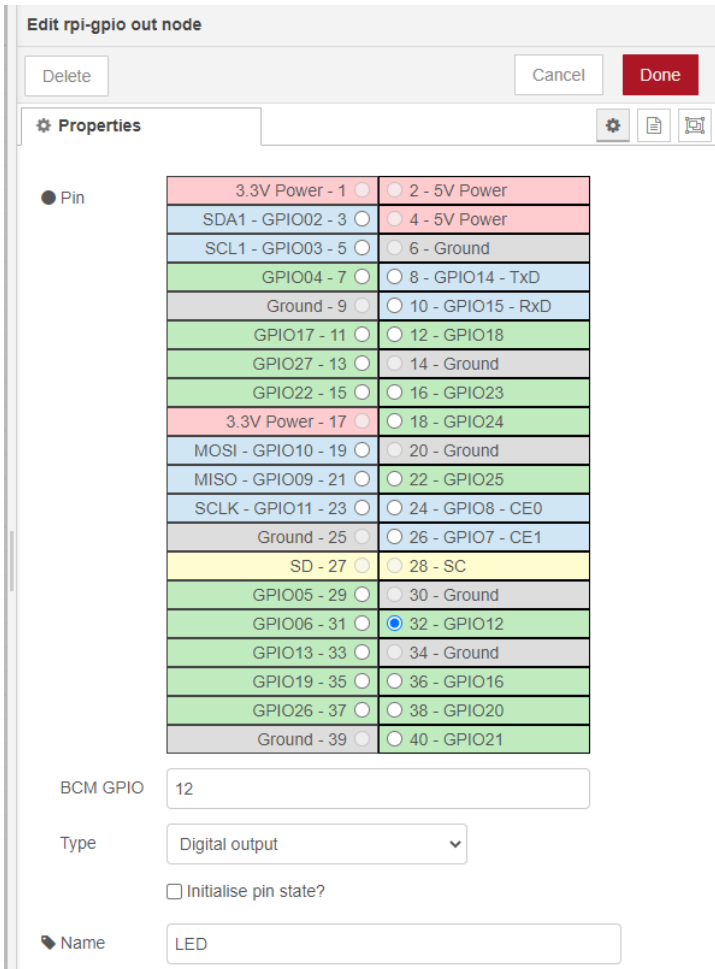 Edit rpi-gpio out node
Delete
Cancel
Done
Properties
Pin
3.3V Power - 1
2 - 5V Power
SDA1 - GPIO02 - 3
4 - 5V Power
SCL1 - GPIO03 - 5
6 - Ground
GPIO04 - 7
8 - GPIO14 - TxD
Ground - 9
10 - GPIO15 - RxD
GPIO17 - 11
12 - GPIO18
GPIO27 - 13
14 - Ground
GPIO22 - 15
16 - GPIO23
3.3V Power - 17
18 - GPIO24
MOSI - GPIO10 - 19
20 - Ground
MISO - GPIO09 - 21
22 - GPIO25
SCLK - GPIO11 - 23
24 - GPIO8 - CE0
Ground - 25
26 - GPIO7 - CE1
SD - 27
28 - SC
GPIO05 - 29
30 - Ground
GPIO06 - 31
32 - GPIO12
GPIO13 - 33
34 - Ground
GPIO19 - 35
36 - GPIO16
GPIO26 - 37
38 - GPIO20
Ground - 39
40 - GPIO21
BCM GPIO
12
Type
Digital output
Initialise pin state?
Name
LED